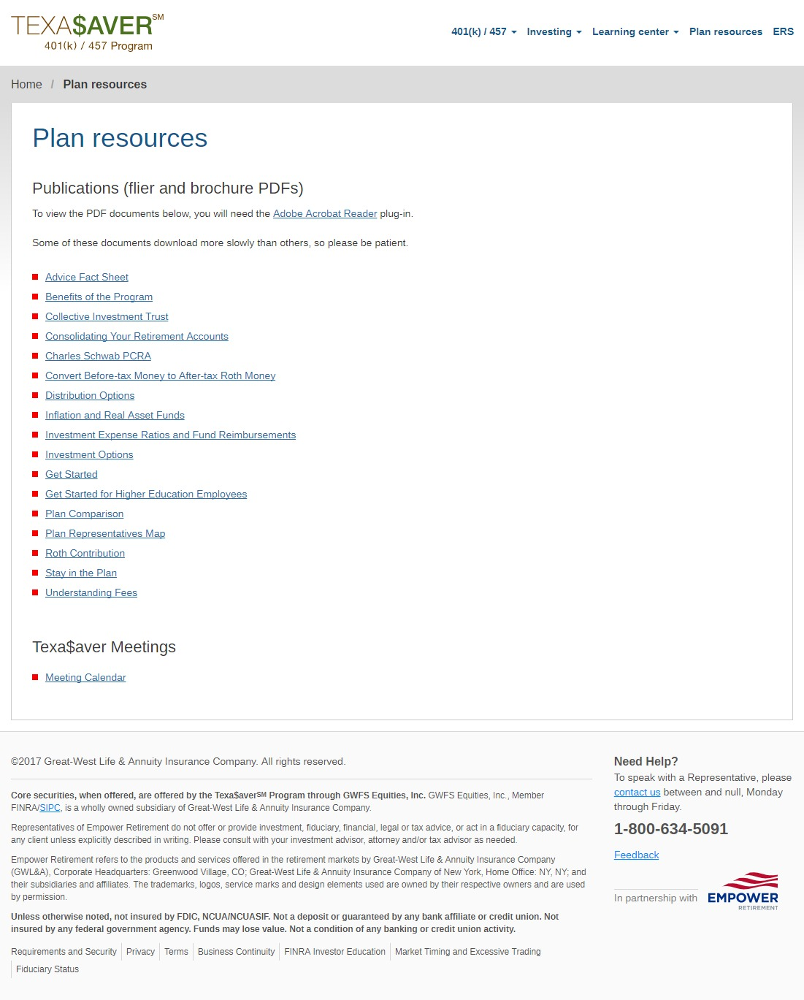 TEXA$AVER℠
401(k) / 457 Program
401(k) / 457 Investing Learning center Plan resources ERS
Home / Plan resources
Plan resources
Publications (flier and brochure PDFs)
To view the PDF documents below, you will need the Adobe Acrobat Reader plug-in.
Some of these documents download more slowly than others, so please be patient.
Advice Fact Sheet
Benefits of the Program
Collective Investment Trust
Consolidating Your Retirement Accounts
Charles Schwab PCRA
Convert Before-tax Money to After-tax Roth Money
Distribution Options
Inflation and Real Asset Funds
Investment Expense Ratios and Fund Reimbursements
Investment Options
Get Started
Get Started for Higher Education Employees
Plan Comparison
Plan Representatives Map
Roth Contribution
Stay in the Plan
Understanding Fees
Texa$aver Meetings
Meeting Calendar
©2017 Great-West Life & Annuity Insurance Company. All rights reserved.
Core securities, when offered, are offered by the Texa$aver℠ Program through GWFS Equities, Inc. GWFS Equities, Inc., Member
FINRA/SIPC, is a wholly owned subsidiary of Great-West Life & Annuity Insurance Company.
Representatives of Empower Retirement do not offer or provide investment, fiduciary, financial, legal or tax advice, or act in a fiduciary capacity, for
any client unless explicitly described in writing. Please consult with your investment advisor, attorney and/or tax advisor as needed.
Empower Retirement refers to the products and services offered in the retirement markets by Great-West Life & Annuity Insurance Company
(GWL&A), Corporate Headquarters: Greenwood Village, CO; Great-West Life & Annuity Insurance Company of New York, Home Office: NY, NY; and
their subsidiaries and affiliates. The trademarks, logos, service marks and design elements used are owned by their respective owners and are used
by permission.
Unless otherwise noted, not insured by FDIC, NCUA/NCUASIF. Not a deposit or guaranteed by any bank affiliate or credit union. Not
insured by any federal government agency. Funds may lose value. Not a condition of any banking or credit union activity.
Requirements and Security Privacy Terms Business Continuity FINRA Investor Education Market Timing and Excessive Trading
Fiduciary Status
Need Help?
To speak with a Representative, please
contact us between and null, Monday
through Friday.
1-800-634-5091
Feedback
In partnership with
EMPOWER
RETIREMENT